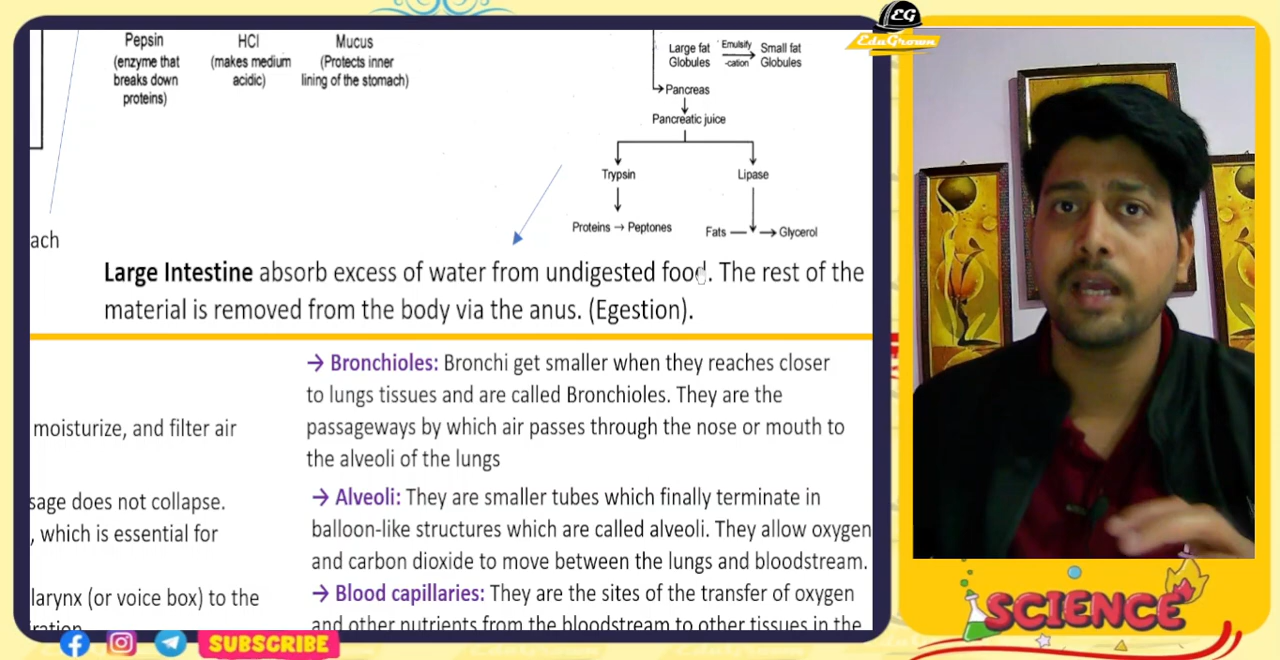 Pepsin
(enzyme that
breaks down
proteins)
HCl
(makes medium
acidic)
Mucus
(Protects inner
lining of the stomach)
Large fat
Globules
Emulsify
-cation
Small fat
Globules
Pancreas
Pancreatic juice
Trypsin
Lipase
Proteins → Peptones
Fats → Glycerol
ach
Large Intestine absorb excess of water from undigested food. The rest of the
material is removed from the body via the anus. (Egestion).
moisturize, and filter air
sage does not collapse.
, which is essential for
larynx (or voice box) to the
→ Bronchioles: Bronchi get smaller when they reaches closer
to lungs tissues and are called Bronchioles. They are the
passageways by which air passes through the nose or mouth to
the alveoli of the lungs
→ Alveoli: They are smaller tubes which finally terminate in
balloon-like structures which are called alveoli. They allow oxygen
and carbon dioxide to move between the lungs and bloodstream.
→ Blood capillaries: They are the sites of the transfer of oxygen
and other nutrients from the bloodstream to other tissues in the
EG
EduGrown
SCIENCE
SUBSCRIBE